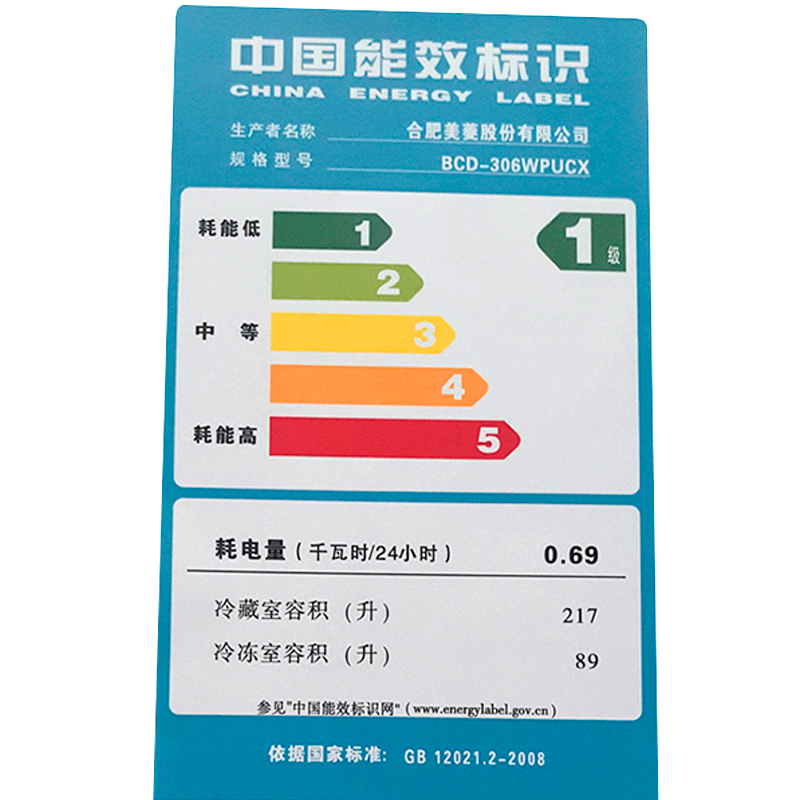 中国能效标识
CHINA ENERGY LABEL
生产者名称 合肥美菱股份有限公司
规格型号 BCD-306WPUCX
耗能低 1 1级
2
中等 3
4
耗能高 5
耗电量(千瓦时/24小时) 0.69
冷藏室容积(升) 217
冷冻室容积(升) 89
参见"中国能效标识网"(www.energylabel.gov.cn)
依据国家标准: GB 12021.2-2008